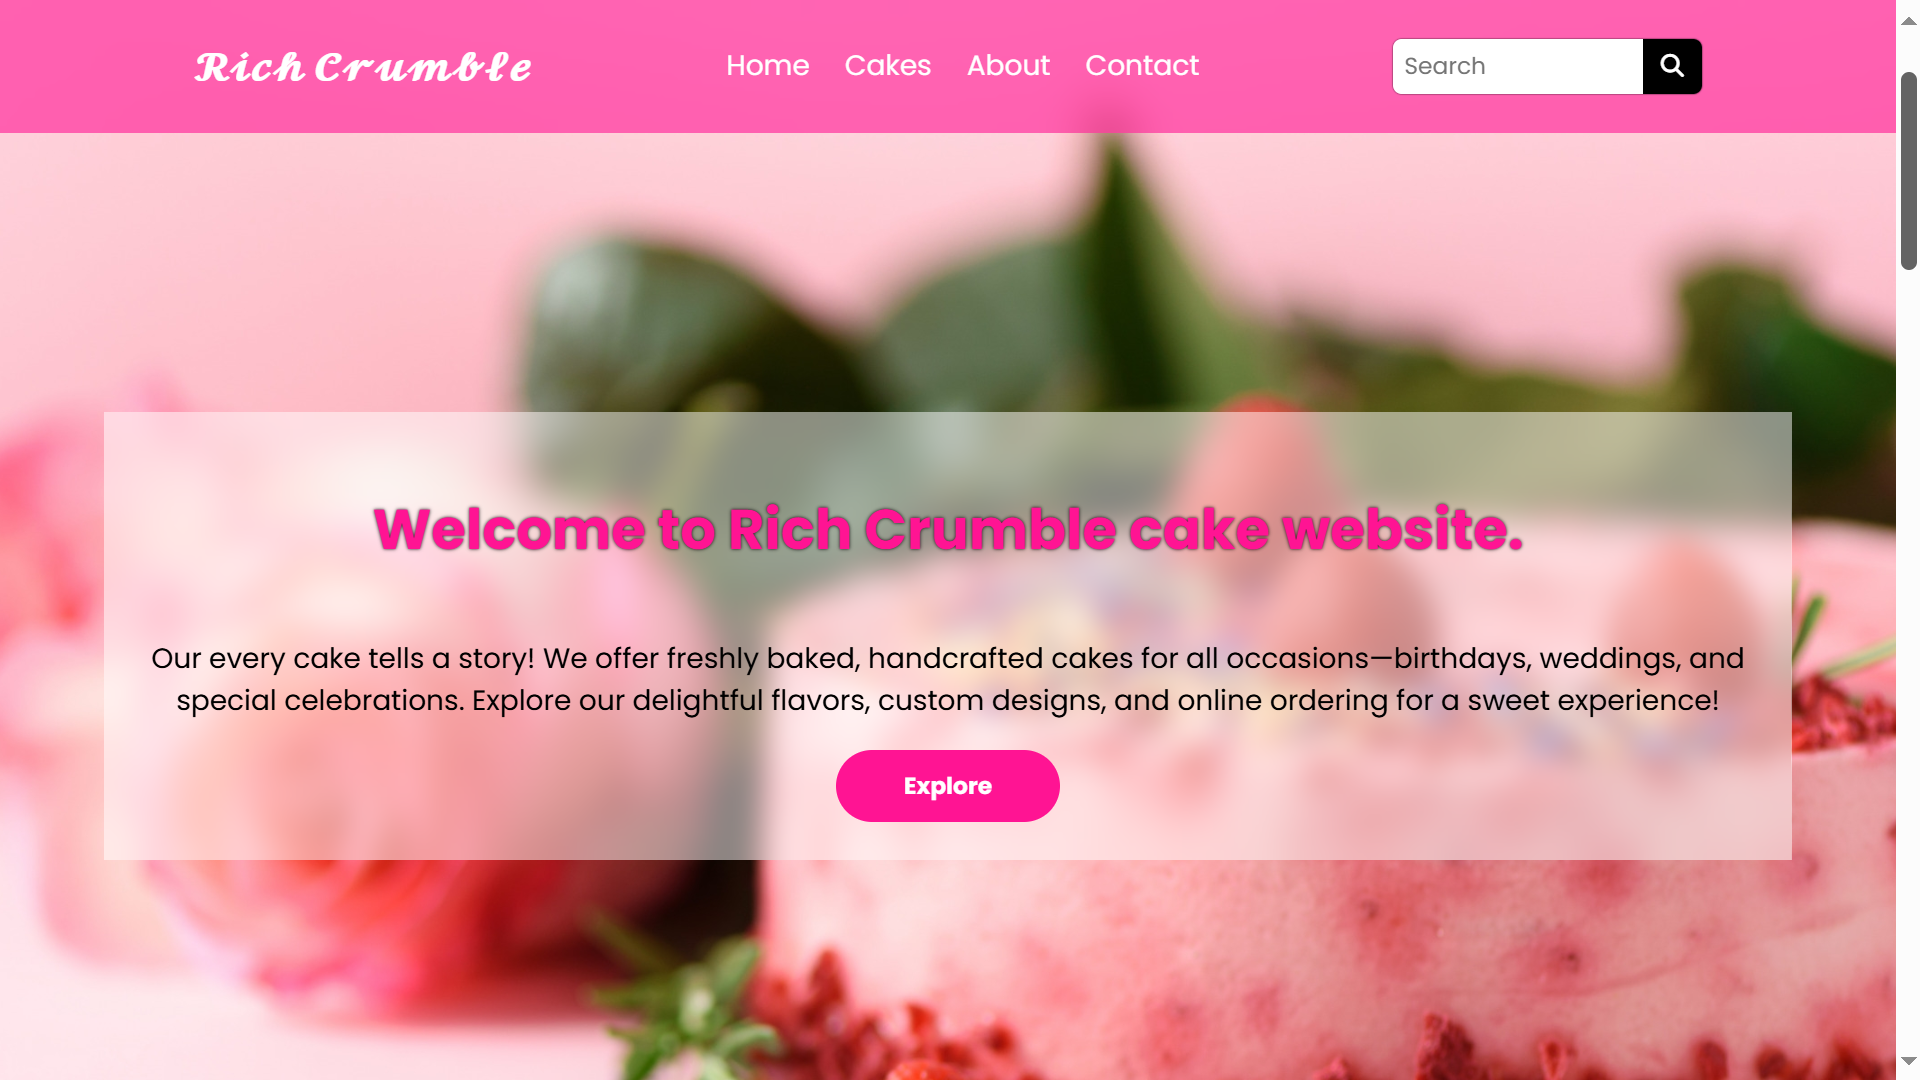 Rich Crumble
Home Cakes About Contact
Search
Welcome to Rich Crumble cake website.
Our every cake tells a story! We offer freshly baked, handcrafted cakes for all occasions—birthdays, weddings, and
special celebrations. Explore our delightful flavors, custom designs, and online ordering for a sweet experience!
Explore